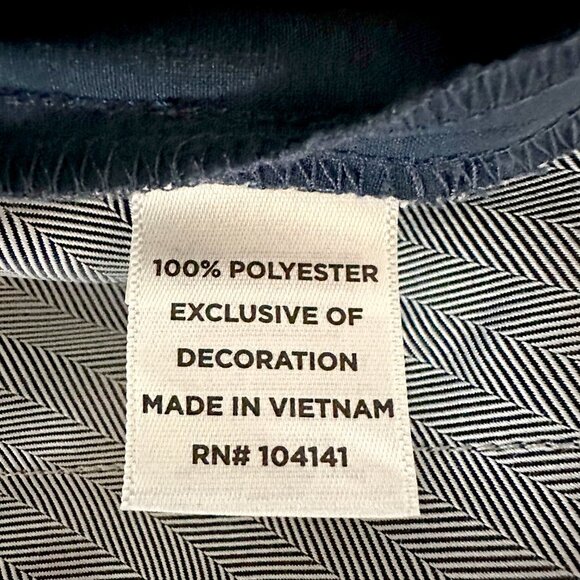 100% POLYESTER
EXCLUSIVE OF
DECORATION
MADE IN VIETNAM
RN# 104141